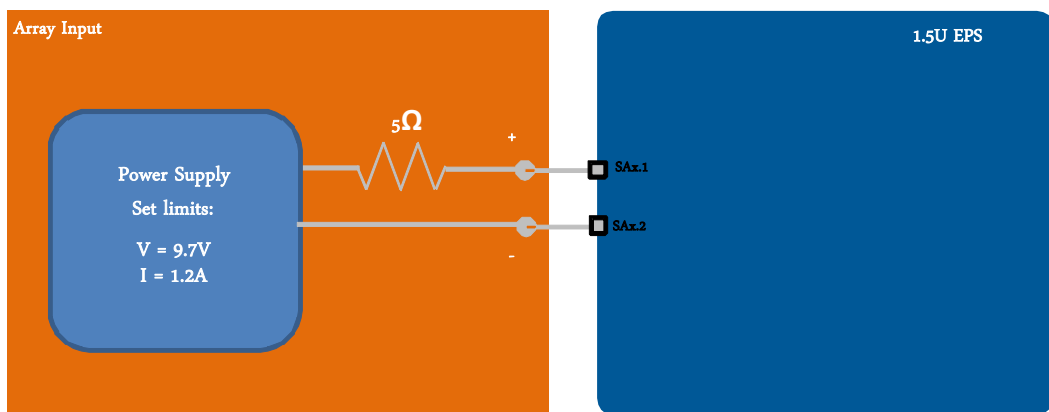 Array Input
1.5U EPS
5Ω
+
Power Supply
SAx.1
Set limits:
SAx.2
V = 9.7V
-
I = 1.2A